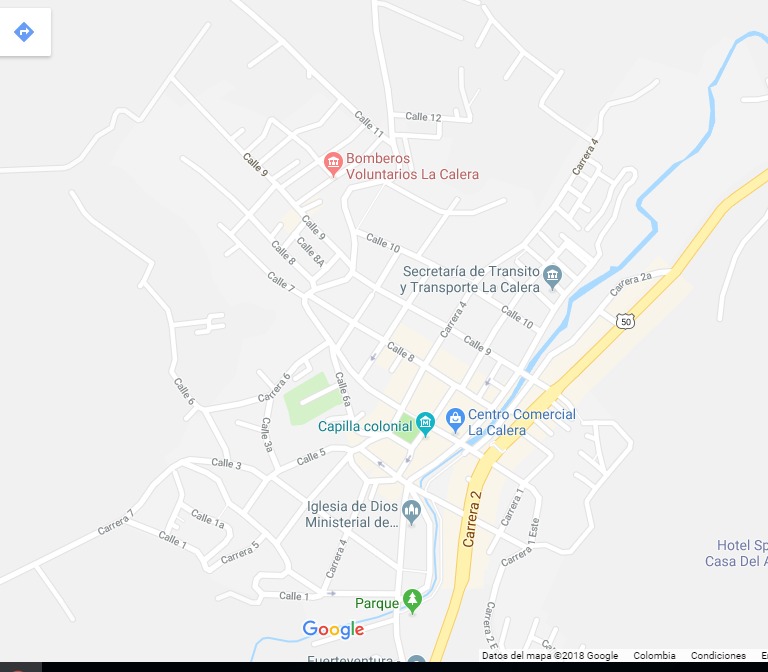 Calle 12
Calle 11
Carrera 4
Bomberos
Voluntarios La Calera
Calle 9
Calle 9
Calle 10
Calle 8
Calle 8A
Secretaría de Transito
y Transporte La Calera
Carrera 2a
Calle 7
50
Carrera 4
Calle 10
Calle 9
Calle 8
Carrera 6
Calle 6a
Calle 6
Centro Comercial
La Calera
Capilla colonial
Calle 3a
Calle 5
Calle 3
Carrera 1
Iglesia de Dios
Ministerial de...
Carrera 2
Carrera 7
Calle 1a
Calle 1
Carrera 5
Carrera 4
Carrera 1 Este
Hotel Sp
Casa Del A
Calle 1
Parque
Carrera 2 E
Google
Fuerteventura -
Datos del mapa ©2018 Google Colombia Condiciones